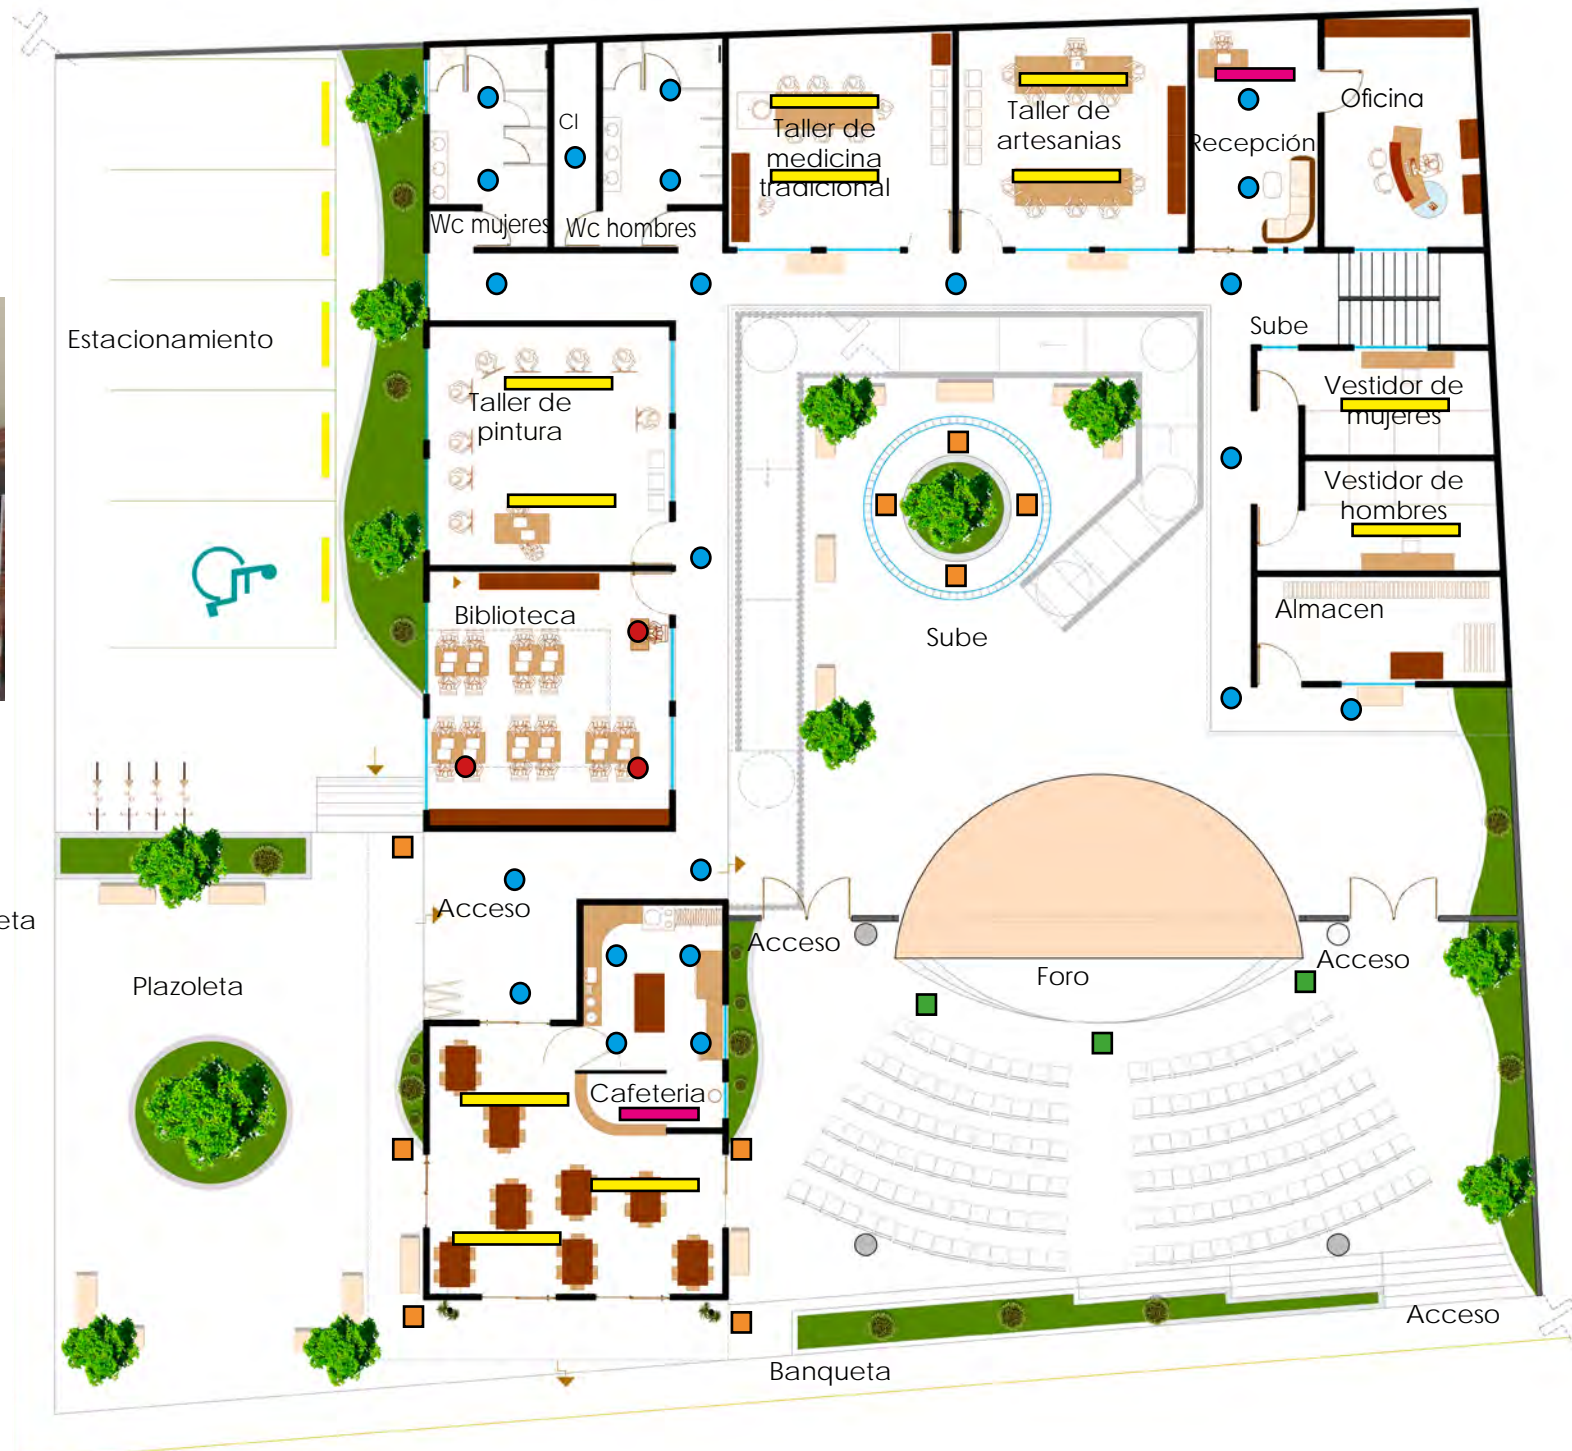 Cl
Taller de
medicina
tradicional
Taller de
artesanias
Recepción
Oficina
Wc mujeres
Wc hombres
Estacionamiento
Sube
Taller de
pintura
Vestidor de
mujeres
Vestidor de
hombres
Biblioteca
Almacen
Sube
Acceso
eta
Acceso
Acceso
Foro
Plazoleta
Cafeteria
Acceso
Banqueta